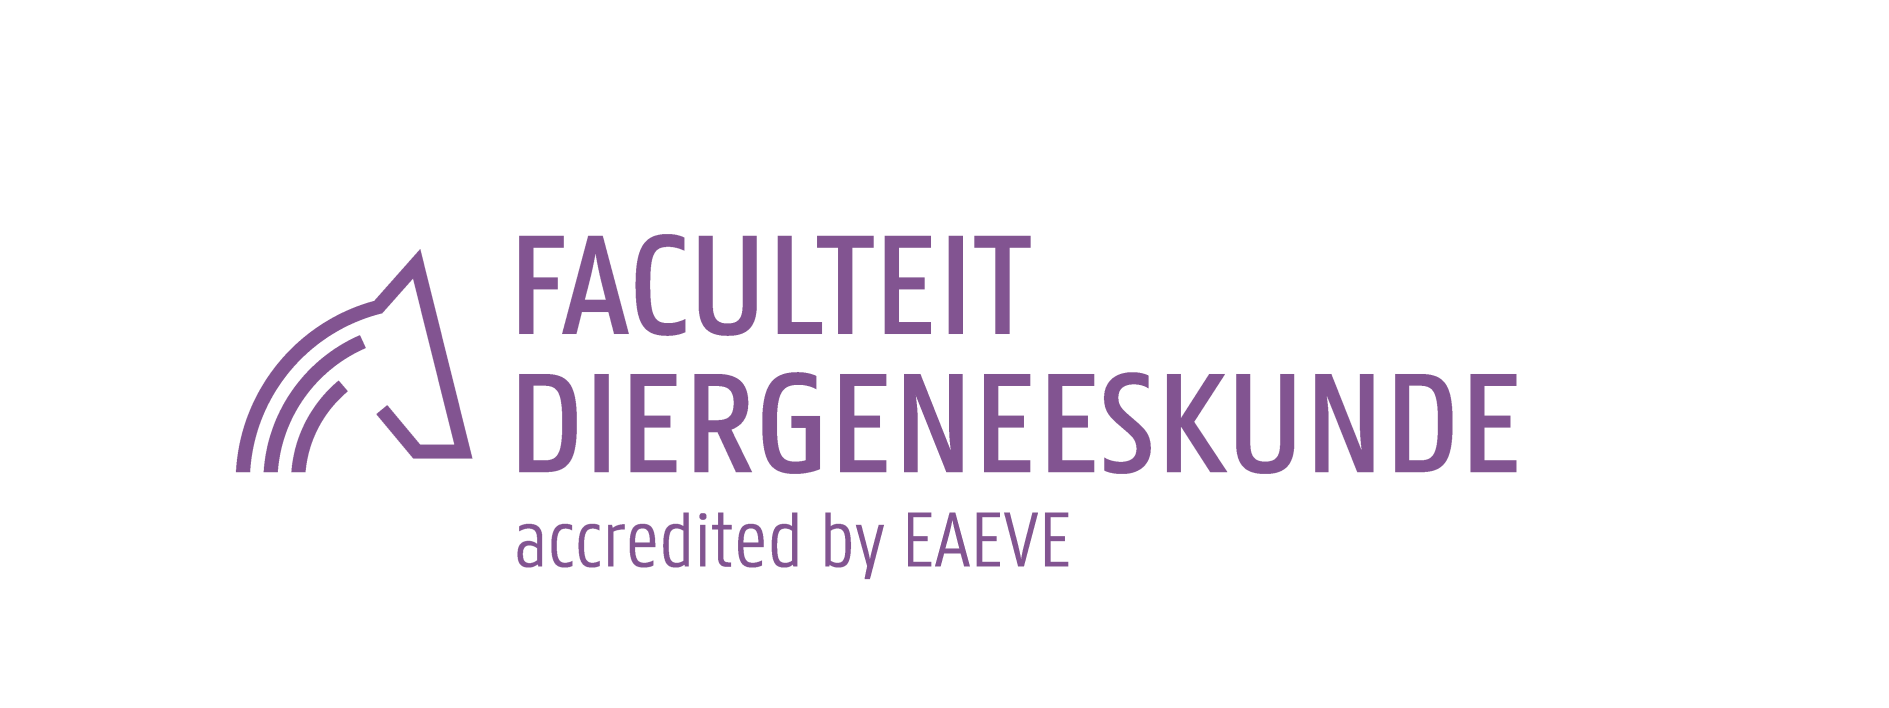 FACULTEIT
DIERGENEESKUNDE
accredited by EAEVE